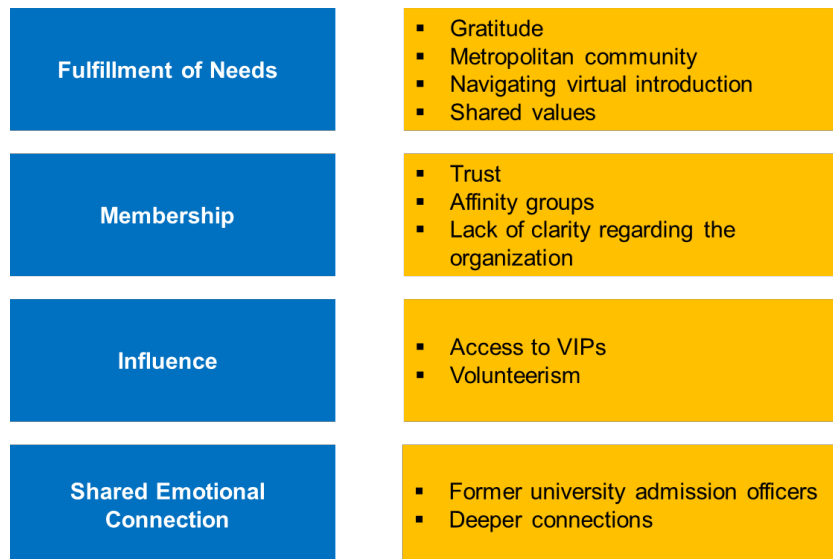 Fulfillment of Needs
▪ Gratitude
▪ Metropolitan community
▪ Navigating virtual introduction
▪ Shared values
Membership
▪ Trust
▪ Affinity groups
▪ Lack of clarity regarding the
organization
Influence
▪ Access to VIPs
▪ Volunteerism
Shared Emotional
Connection
▪ Former university admission officers
▪ Deeper connections